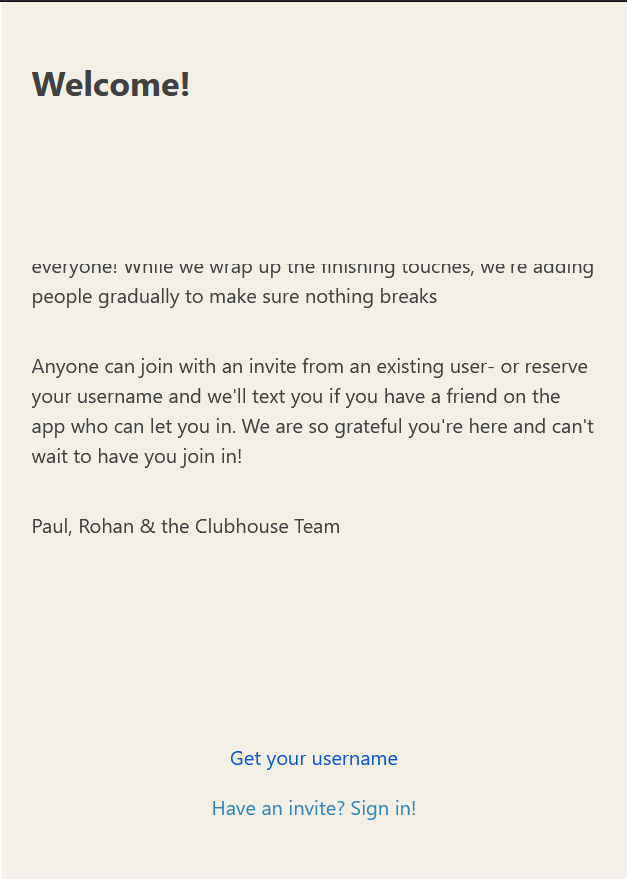 Welcome!
everyone! While we wrap up the finishing touches, we're adding
people gradually to make sure nothing breaks
Anyone can join with an invite from an existing user- or reserve
your username and we'll text you if you have a friend on the
app who can let you in. We are so grateful you're here and can't
wait to have you join in!
Paul, Rohan & the Clubhouse Team
Get your username
Have an invite? Sign in!